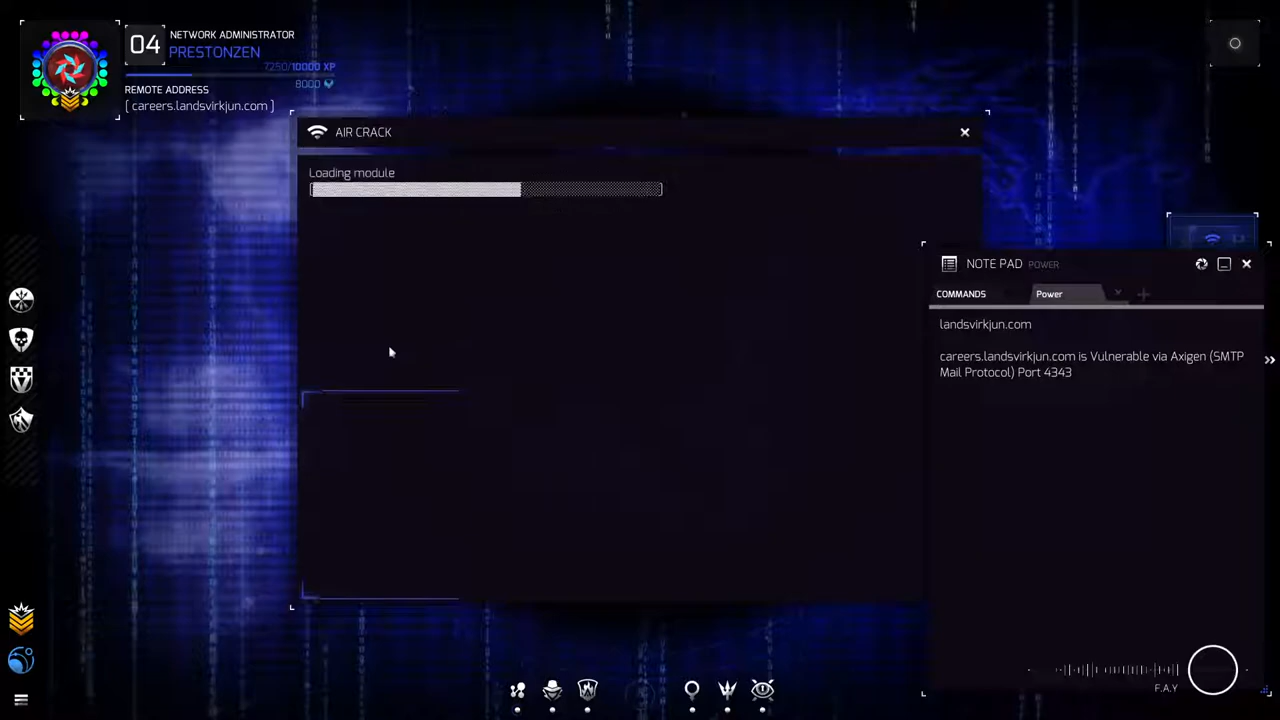 04
NETWORK ADMINISTRATOR
PRESTONZEN
7250/10000 XP
8000
REMOTE ADDRESS
[ careers.landsvirkjun.com ]
AIR CRACK
Loading module
NOTE PAD POWER
COMMANDS
Power
landsvirkjun.com
careers.landsvirkjun.com is Vulnerable via Axigen (SMTP
Mail Protocol) Port 4343
F.A.Y